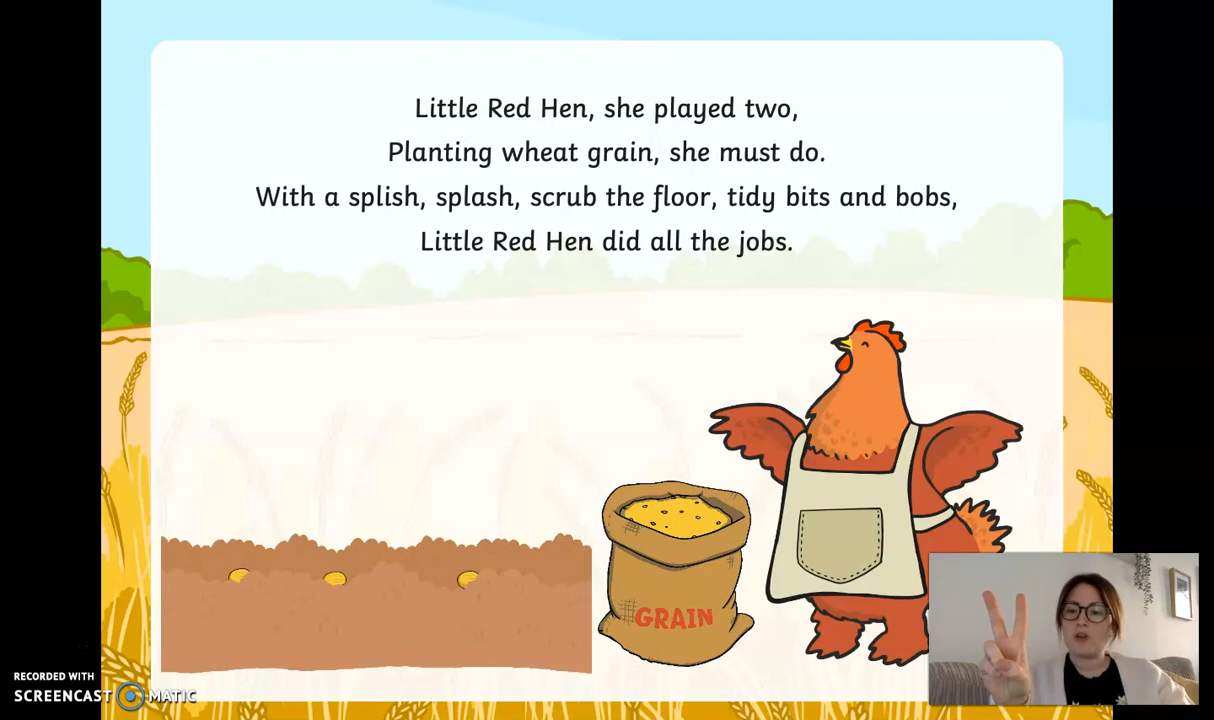 Little Red Hen, she played two,
Planting wheat grain, she must do.
With a splish, splash, scrub the floor, tidy bits and bobs,
Little Red Hen did all the jobs.
GRAIN
RECORDED WITH
SCREENCAST MATIC